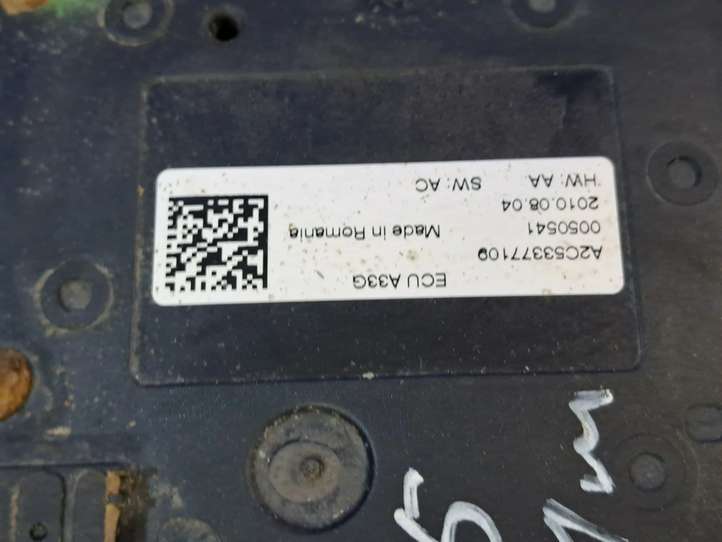 ECU A33G
A2C53377109
0050541 Made in Romania
2010.08.04
HW: AA SW: AC